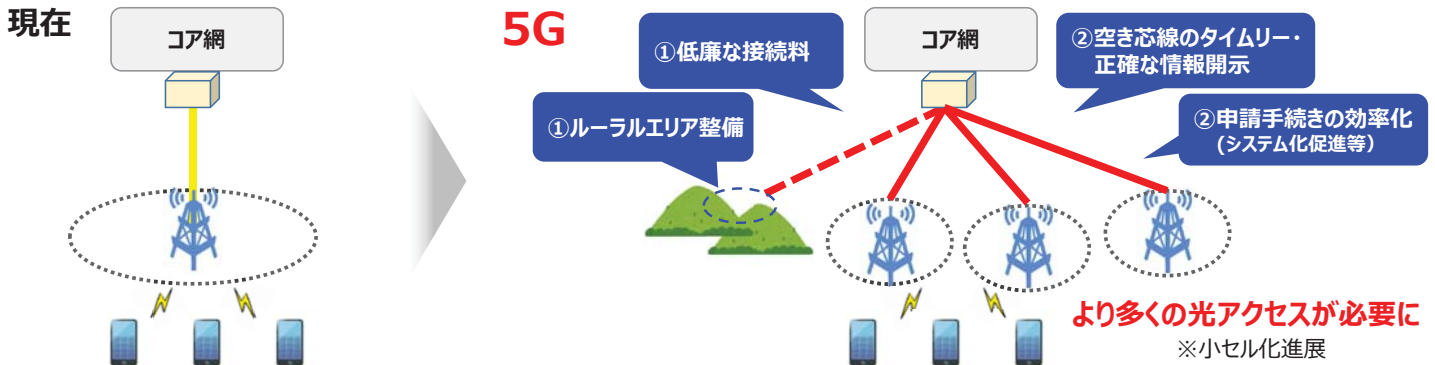 現在
コア網
5G
①低廉な接続料
コア網
②空き芯線のタイムリー・
正確な情報開示
①ルーラルエリア整備
②申請手続きの効率化
(システム化促進等)
より多くの光アクセスが必要に
※小セル化進展